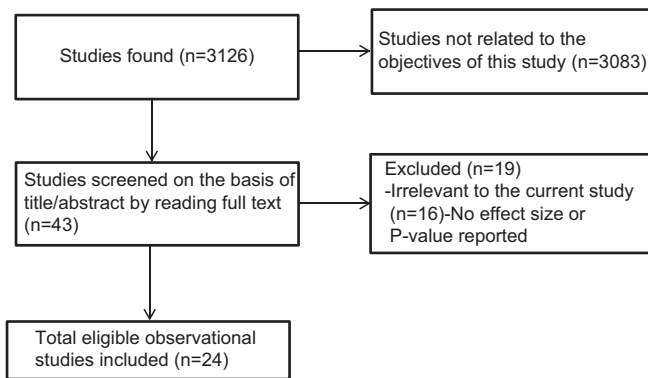 Studies found (n=3126)
Studies not related to the
objectives of this study (n=3083)
Studies screened on the basis of
title/abstract by reading full text
(n=43)
Excluded (n=19)
-Irrelevant to the current study
(n=16)-No effect size or
P-value reported
Total eligible observational
studies included (n=24)